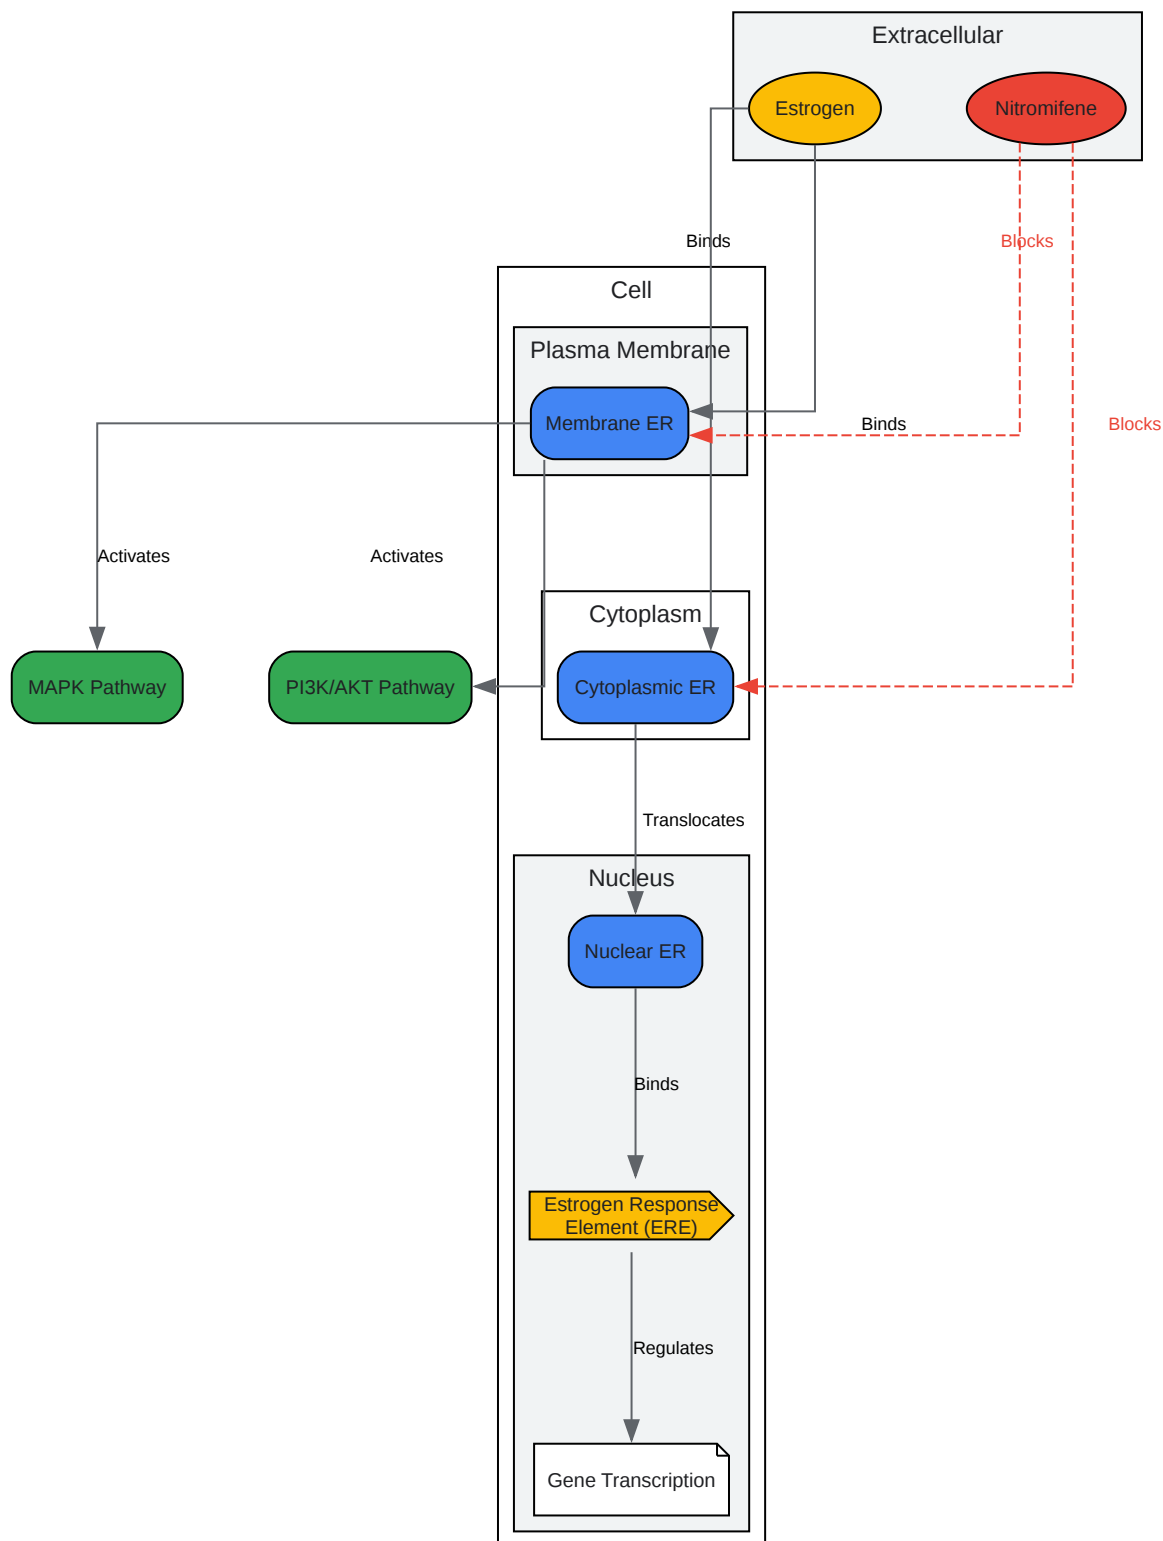 Extracellular
Estrogen
Nitromifene
Binds
Blocks
Cell
Plasma Membrane
Membrane ER
Binds
Blocks
Activates
Activates
Cytoplasm
MAPK Pathway
PI3K/AKT Pathway
Cytoplasmic ER
Translocates
Nucleus
Nuclear ER
Binds
Estrogen Response
Element (ERE)
Regulates
Gene Transcription